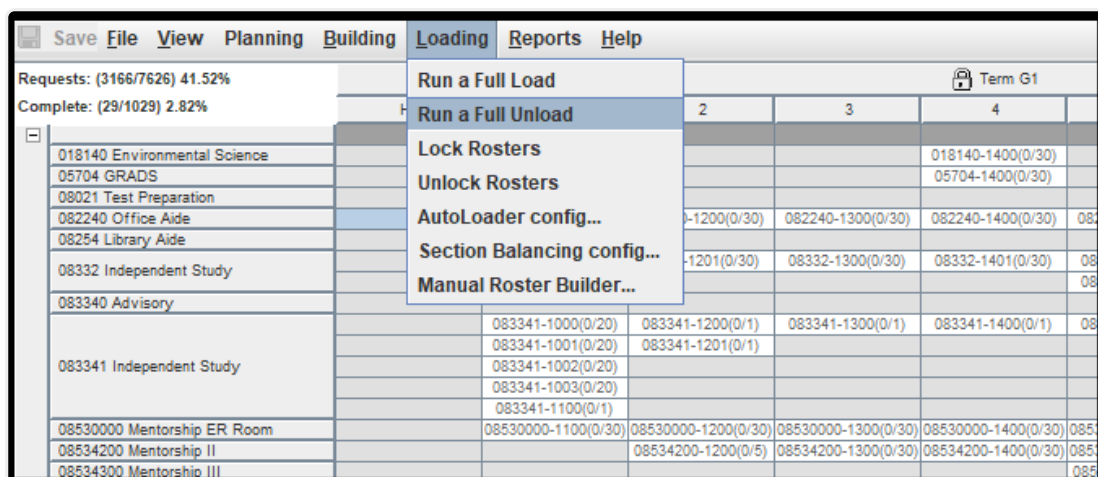 Save File View Planning Building Loading Reports Help
Requests: (3166/7626) 41.52%
Term G1
Complete: (29/1029) 2.82%
H 2 3 4
Run a Full Load
Run a Full Unload
Lock Rosters
Unlock Rosters
AutoLoader config...
Section Balancing config...
Manual Roster Builder...
018140 Environmental Science 018140-1400(0/30)
05704 GRADS 05704-1400(0/30)
08021 Test Preparation
082240 Office Aide -1200(0/30) 082240-1300(0/30) 082240-1400(0/30) 082
08254 Library Aide
08332 Independent Study -1201(0/30) 08332-1300(0/30) 08332-1401(0/30) 08
08
083340 Advisory
083341-1000(0/20) 083341-1200(0/1) 083341-1300(0/1) 083341-1400(0/1) 08
083341-1001(0/20) 083341-1201(0/1)
083341 Independent Study 083341-1002(0/20)
083341-1003(0/20)
083341-1100(0/1)
08530000 Mentorship ER Room 08530000-1100(0/30) 08530000-1200(0/30) 08530000-1300(0/30) 08530000-1400(0/30) 085
08534200 Mentorship II 08534200-1200(0/5) 08534200-1300(0/30) 08534200-1400(0/30) 085
08534300 Mentorship III 085